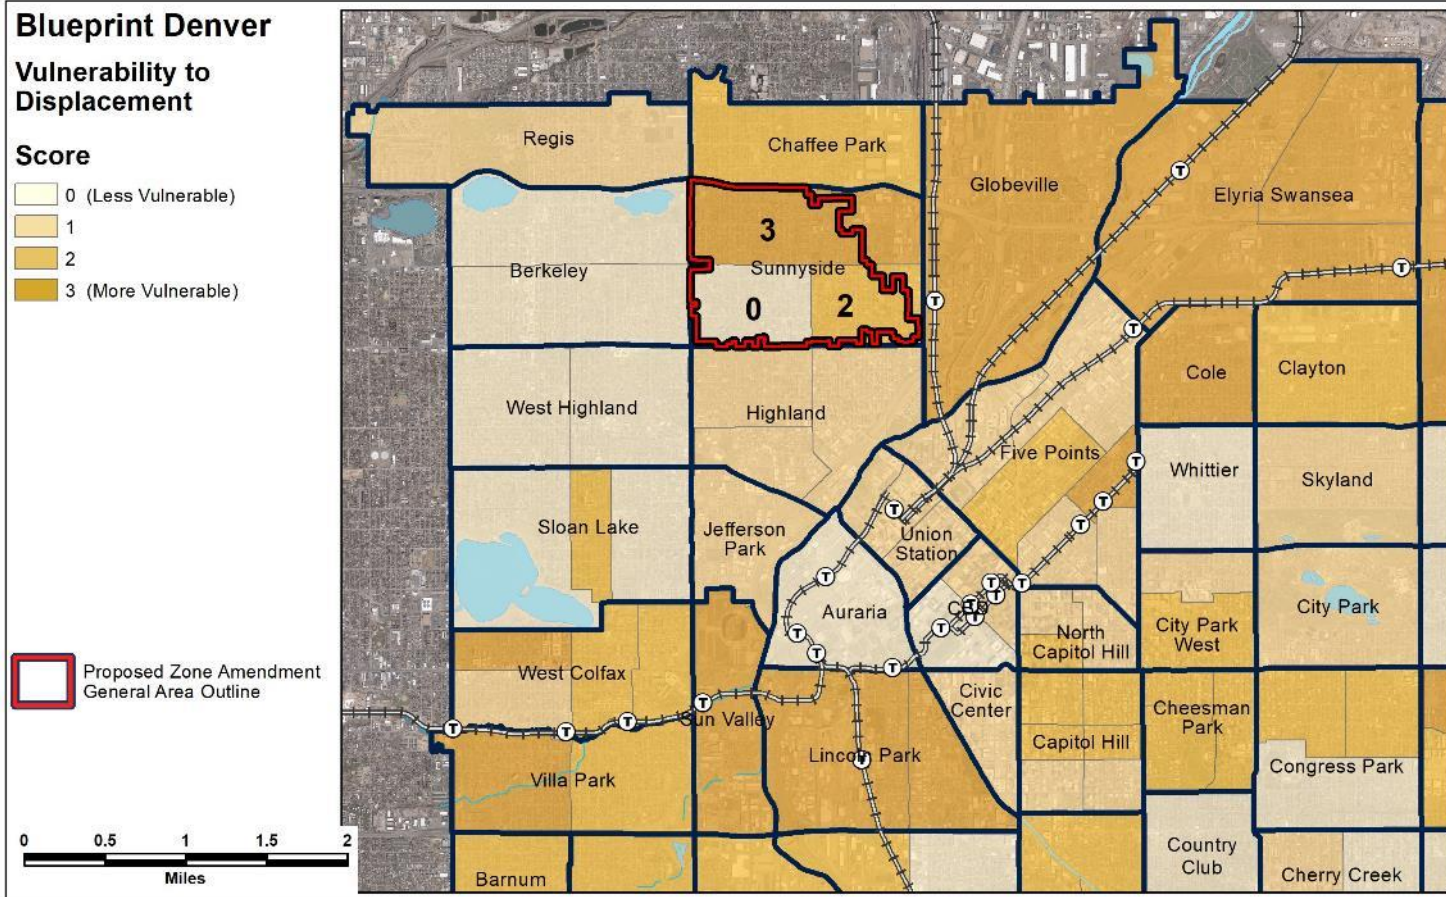 Blueprint Denver
Vulnerability to
Displacement
Score
0 (Less Vulnerable)
1
2
3 (More Vulnerable)
Proposed Zone Amendment
General Area Outline
0 0.5 1 1.5 2
Miles
Regis
Chaffee Park
Globeville
Elyria Swansea
3
Berkeley
Sunnyside
0
2
T
T
T
T
Cole
Clayton
West Highland
Highland
Five Points
T
Whittier
Skyland
Sloan Lake
Jefferson
Park
T
Union
Station
T
T
T
Auraria
T
T
T
T
T
T
CBD
T
City Park
North
Capitol Hill
City Park
West
T
T
T
West Colfax
Civic
Center
Cheesman
Park
T
T
T
T
Sun Valley
Lincoln Park
T
Capitol Hill
Congress Park
Villa Park
Country
Club
Barnum
Cherry Creek